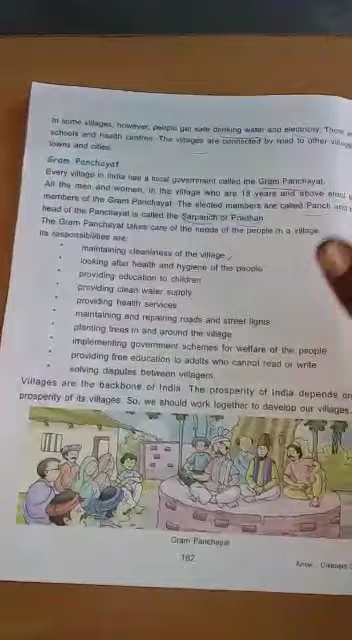 In some villages, however, people get safe drinking water and electricity. There
schools and health centres. The villages are connected by road to other
towns and cities.
Gram Panchayat
Every village in India has a local government called the Gram Panchayat.
All the men and women, in the village who are 18 years and above elect
members of the Gram Panchayat. The elected members are called Panch and
head of the Panchayat is called the Sarpanch or Pradhan.
The Gram Panchayat takes care of the needs of the people in a village.
Its responsibilities are:
• maintaining cleanliness of the village.
• looking after health and hygiene of the people
• providing education to children
• providing clean water supply
• providing health services
• maintaining and repairing roads and street lights
• planting trees in and around the village
• implementing government schemes for welfare of the people
• providing free education to adults who cannot read or write
• solving disputes between villagers.
Villages are the backbone of India. The prosperity of India depends on
prosperity of its villages. So, we should work together to develop our villages.
Gram Panchayat
162